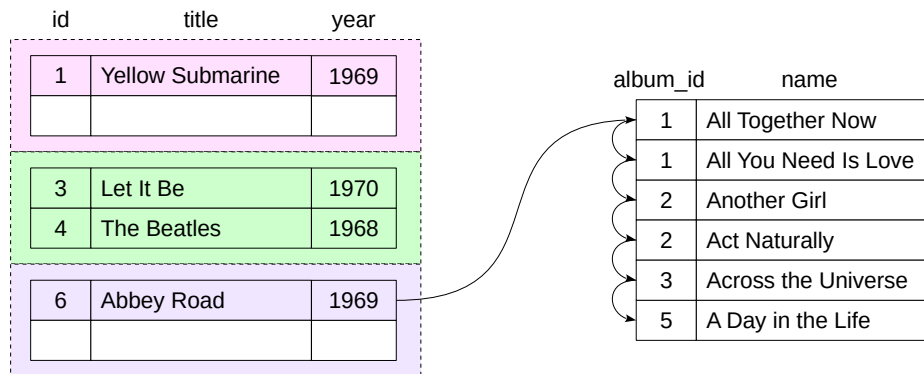 id title year
1 Yellow Submarine 1969
3 Let It Be 1970
4 The Beatles 1968
6 Abbey Road 1969
album_id name
1 All Together Now
1 All You Need Is Love
2 Another Girl
2 Act Naturally
3 Across the Universe
5 A Day in the Life